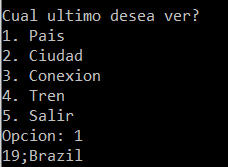 Cual ultimo desea ver?
1. Pais
2. Ciudad
3. Conexion
4. Tren
5. Salir
Opcion: 1
19;Brazil